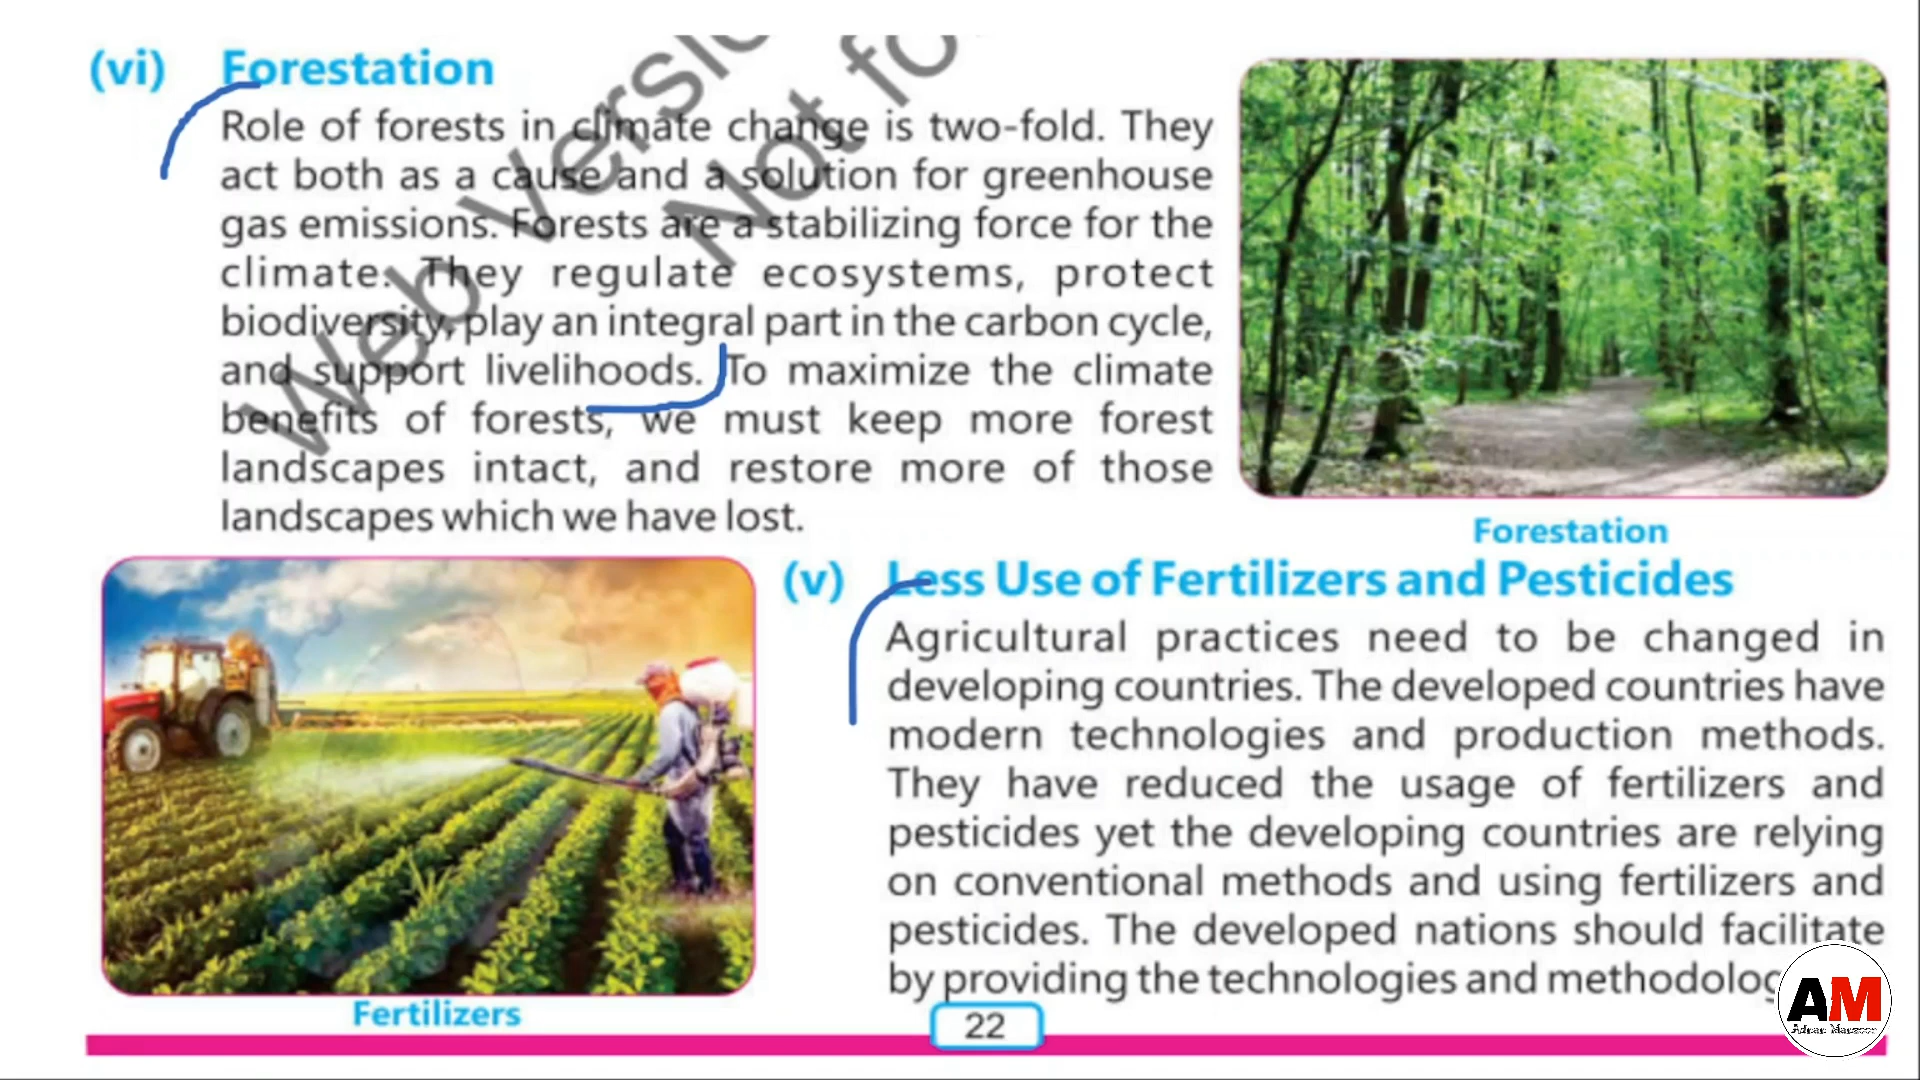 (vi) Forestation
Role of forests in climate change is two-fold. They
act both as a cause and a solution for greenhouse
gas emissions. Forests are a stabilizing force for the
climate. They regulate ecosystems, protect
biodiversity, play an integral part in the carbon cycle,
and support livelihoods. To maximize the climate
benefits of forests, we must keep more forest
landscapes intact, and restore more of those
landscapes which we have lost.
Forestation
(v) Less Use of Fertilizers and Pesticides
Agricultural practices need to be changed in
developing countries. The developed countries have
modern technologies and production methods.
They have reduced the usage of fertilizers and
pesticides yet the developing countries are relying
on conventional methods and using fertilizers and
pesticides. The developed nations should facilitate
by providing the technologies and
Fertilizers
22
Web
Not
AM